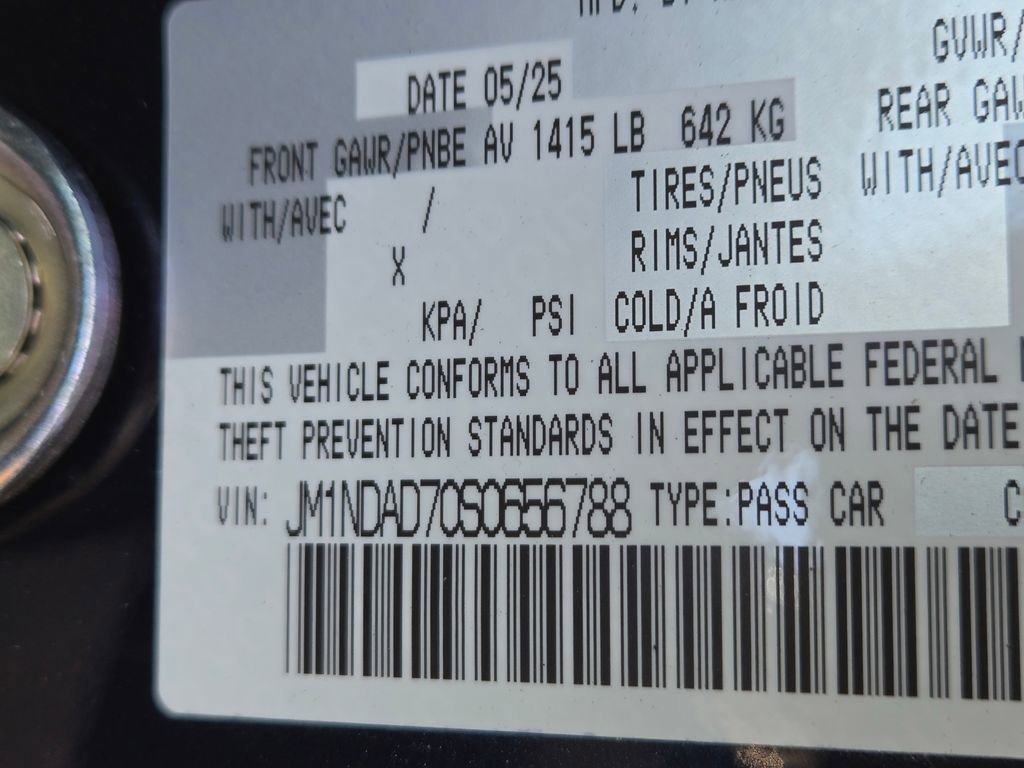 DATE 05/25
GVWR/
FRONT GAWR/PNBE AV 1415 LB 642 KG
REAR GAW
WITH/AVEC / TIRES/PNEUS WITH/AVEC
X RIMS/JANTES
KPA/ PSI COLD/A FROID
THIS VEHICLE CONFORMS TO ALL APPLICABLE FEDERAL
THEFT PREVENTION STANDARDS IN EFFECT ON THE DATE
VIN: JM1NDAD70S0656788 TYPE:PASS CAR C